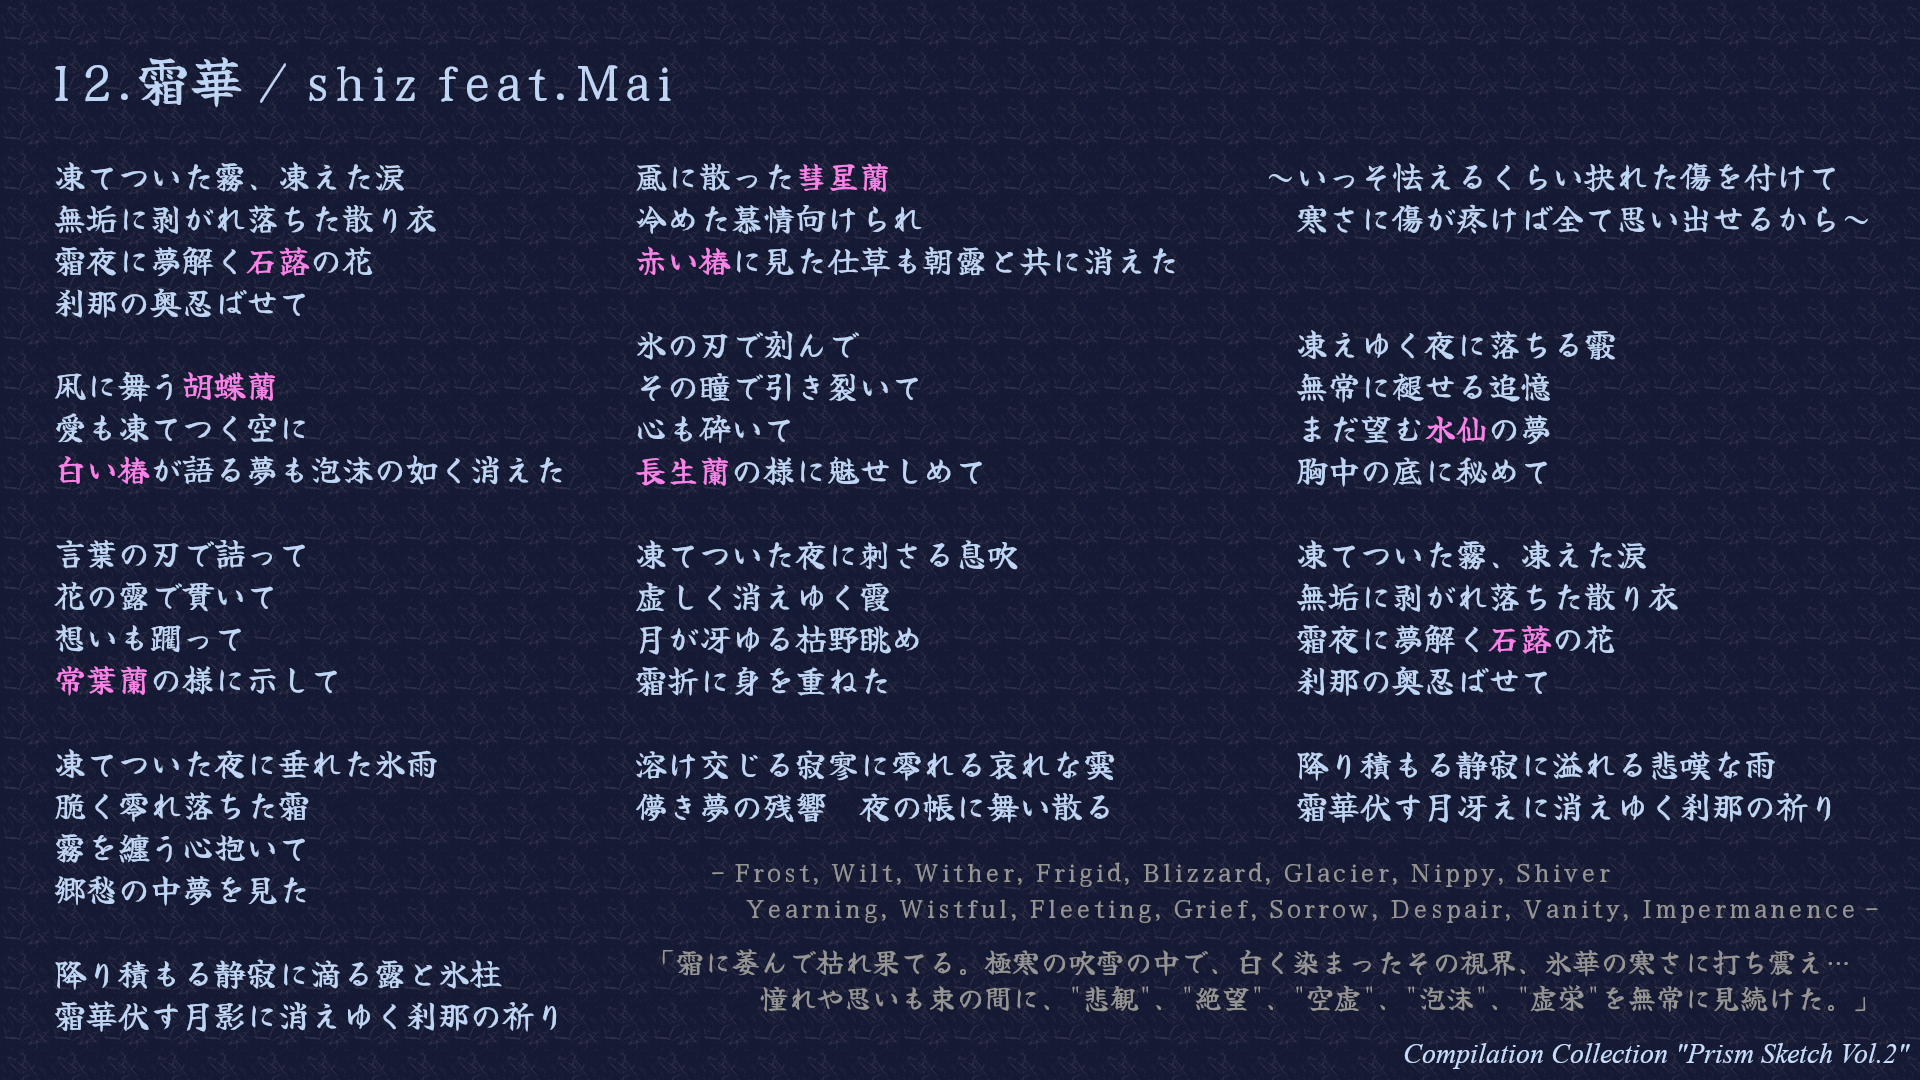 12.霜華 / shiz feat.Mai
凍てついた霧、凍えた涙
無垢に剥がれ落ちた散り衣
霜夜に夢解く石蕗の花
刹那の奥忍ばせて
凩に舞う胡蝶蘭
愛も凍てつく空に
白い椿が語る夢も泡沫の如く消えた
言葉の刃で詰って
花の露で貫いて
想いも躙って
常葉蘭の様に示して
凍てついた夜に垂れた氷雨
脆く零れ落ちた霜
霧を纏う心抱いて
郷愁の中夢を見た
降り積もる静寂に滴る露と氷柱
霜華伏す月影に消えゆく刹那の祈り
颪に散った彗星蘭
冷めた慕情向けられ
赤い椿に見た仕草も朝露と共に消えた
氷の刃で刻んで
その瞳で引き裂いて
心も砕いて
長生蘭の様に魅せしめて
凍てついた夜に刺さる息吹
虚しく消えゆく霞
月が冴ゆる枯野眺め
霜折に身を重ねた
溶け交じる寂寥に零れる哀れな霙
儚き夢の残響　夜の帳に舞い散る
～いっそ怯えるくらい抉れた傷を付けて
寒さに傷が疼けば全て思い出せるから～
凍えゆく夜に落ちる霰
無常に褪せる追憶
まだ望む水仙の夢
胸中の底に秘めて
凍てついた霧、凍えた涙
無垢に剥がれ落ちた散り衣
霜夜に夢解く石蕗の花
刹那の奥忍ばせて
降り積もる静寂に溢れる悲嘆な雨
霜華伏す月冴えに消えゆく刹那の祈り
– Frost, Wilt, Wither, Frigid, Blizzard, Glacier, Nippy, Shiver
Yearning, Wistful, Fleeting, Grief, Sorrow, Despair, Vanity, Impermanence –
「霜に萎んで枯れ果てる。極寒の吹雪の中で、白く染まったその視界、氷華の寒さに打ち震え…
憧れや思いも束の間に、"悲観"、"絶望"、"空虚"、"泡沫"、"虚栄"を無常に見続けた。」
Compilation Collection "Prism Sketch Vol.2"